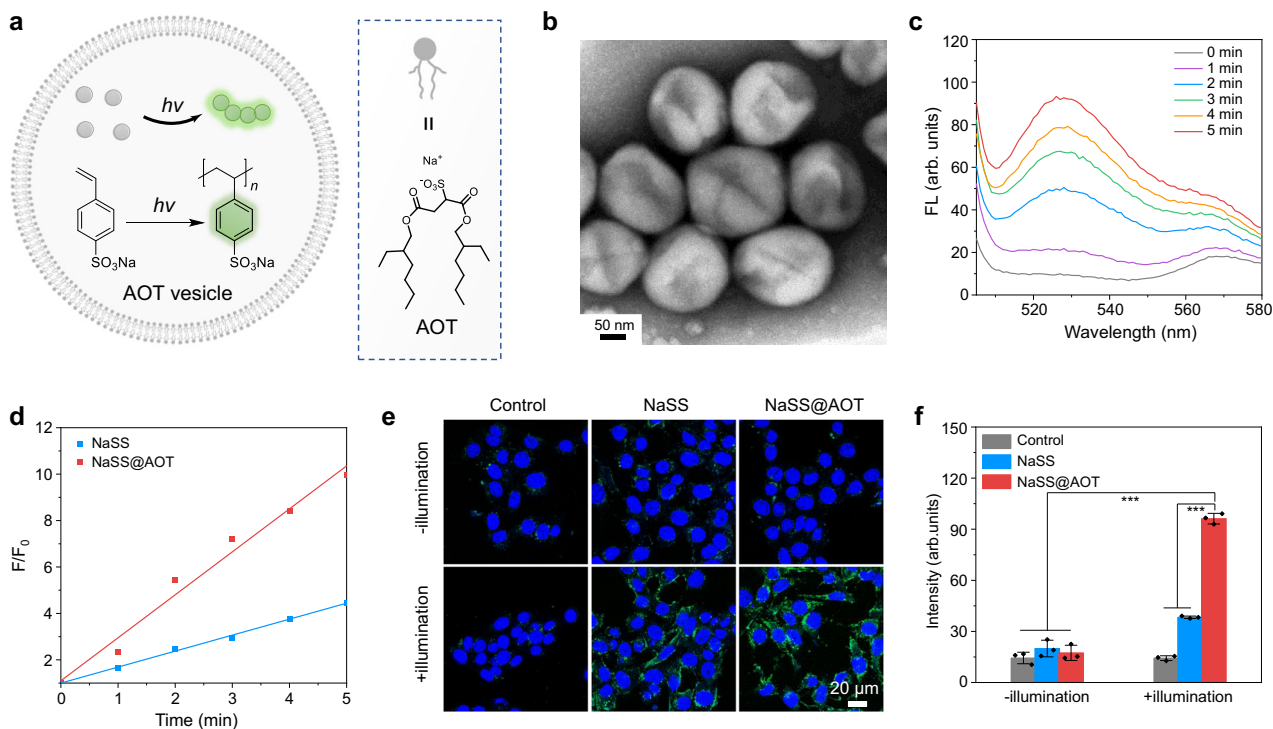 a
hν
hν
n
SO₃Na
SO₃Na
AOT vesicle
=
Na⁺
⁻O₃S
O
O
O
O
AOT
b
50 nm
c
FL (arb. units)
120
100
80
60
40
20
0
0 min
1 min
2 min
3 min
4 min
5 min
520
540
560
580
Wavelength (nm)
d
F/F₀
12
10
8
6
4
2
NaSS
NaSS@AOT
0
1
2
3
4
5
Time (min)
e
Control
NaSS
NaSS@AOT
-illumination
+illumination
20 μm
f
Intensity (arb.units)
150
120
90
60
30
0
Control
NaSS
NaSS@AOT
***
***
-illumination
+illumination